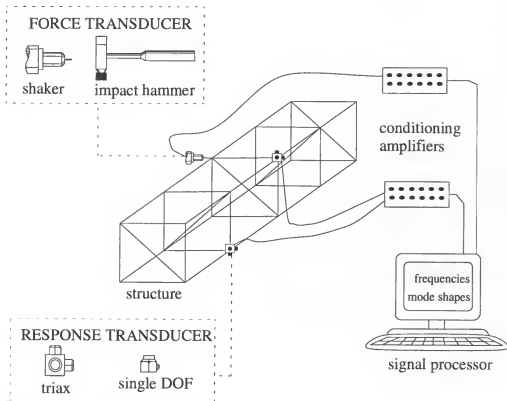 FORCE TRANSDUCER
shaker
impact hammer
conditioning
amplifiers
structure
frequencies
mode shapes
signal processor
RESPONSE TRANSDUCER
triax
single DOF